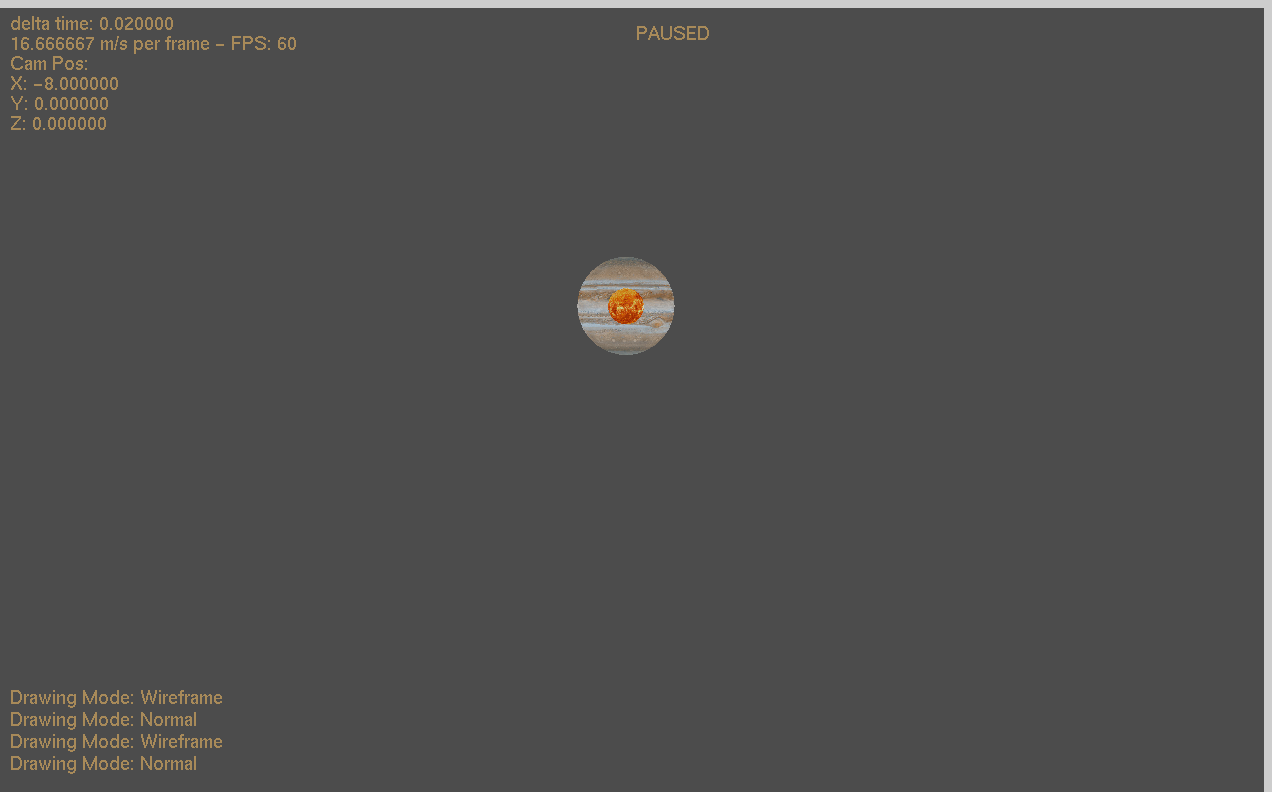 delta time: 0.020000
16.666667 m/s per frame – FPS: 60
PAUSED
Cam Pos:
X: –8.000000
Y: 0.000000
Z: 0.000000
Drawing Mode: Wireframe
Drawing Mode: Normal
Drawing Mode: Wireframe
Drawing Mode: Normal